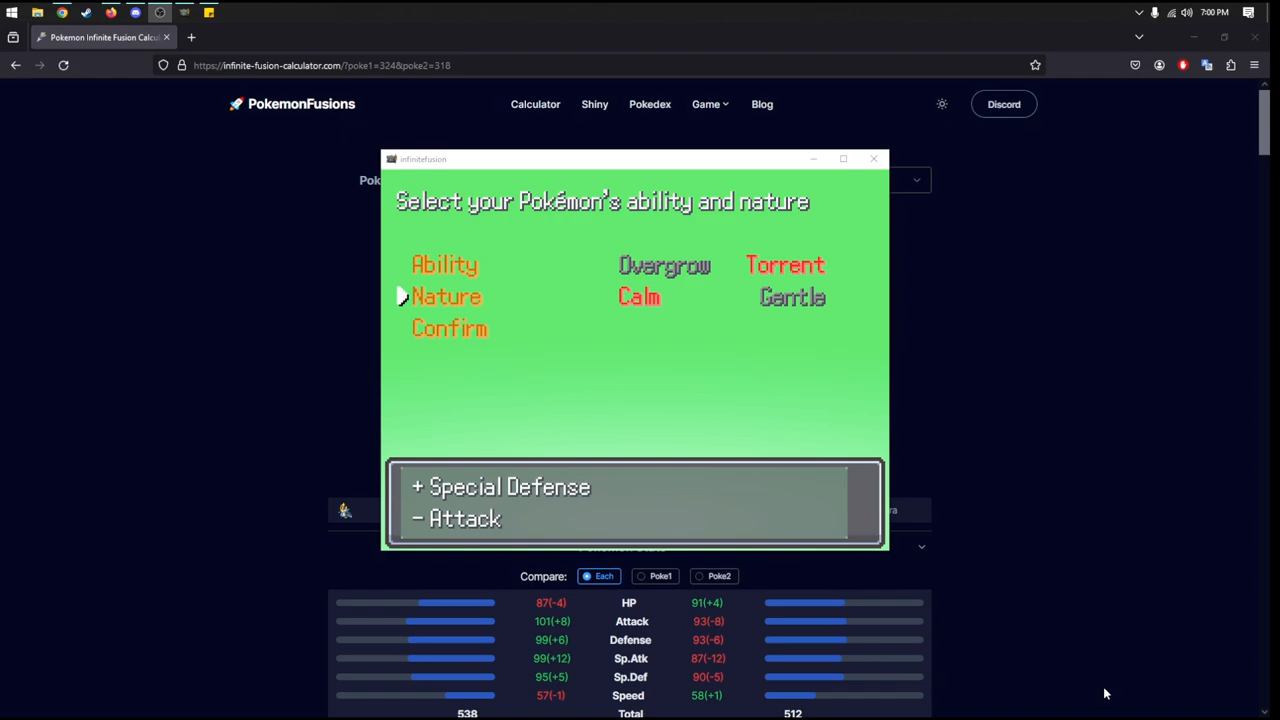 7:00 PM
Pokemon Infinite Fusion Calcul
https://infinite-fusion-calculator.com/?poke1=324&poke2=318
PokemonFusions
Calculator Shiny Pokedex Game Blog
Discord
infinitefusion
Select your Pokémon's ability and nature
Ability Overgrow Torrent
Nature Calm Gentle
Confirm
+ Special Defense
- Attack
Compare: Each Poke1 Poke2
87(-4) HP 91(+4)
101(+8) Attack 93(-8)
99(+6) Defense 93(-6)
99(+12) Sp.Atk 87(-12)
95(+5) Sp.Def 90(-5)
57(-1) Speed 58(+1)
538 Total 512